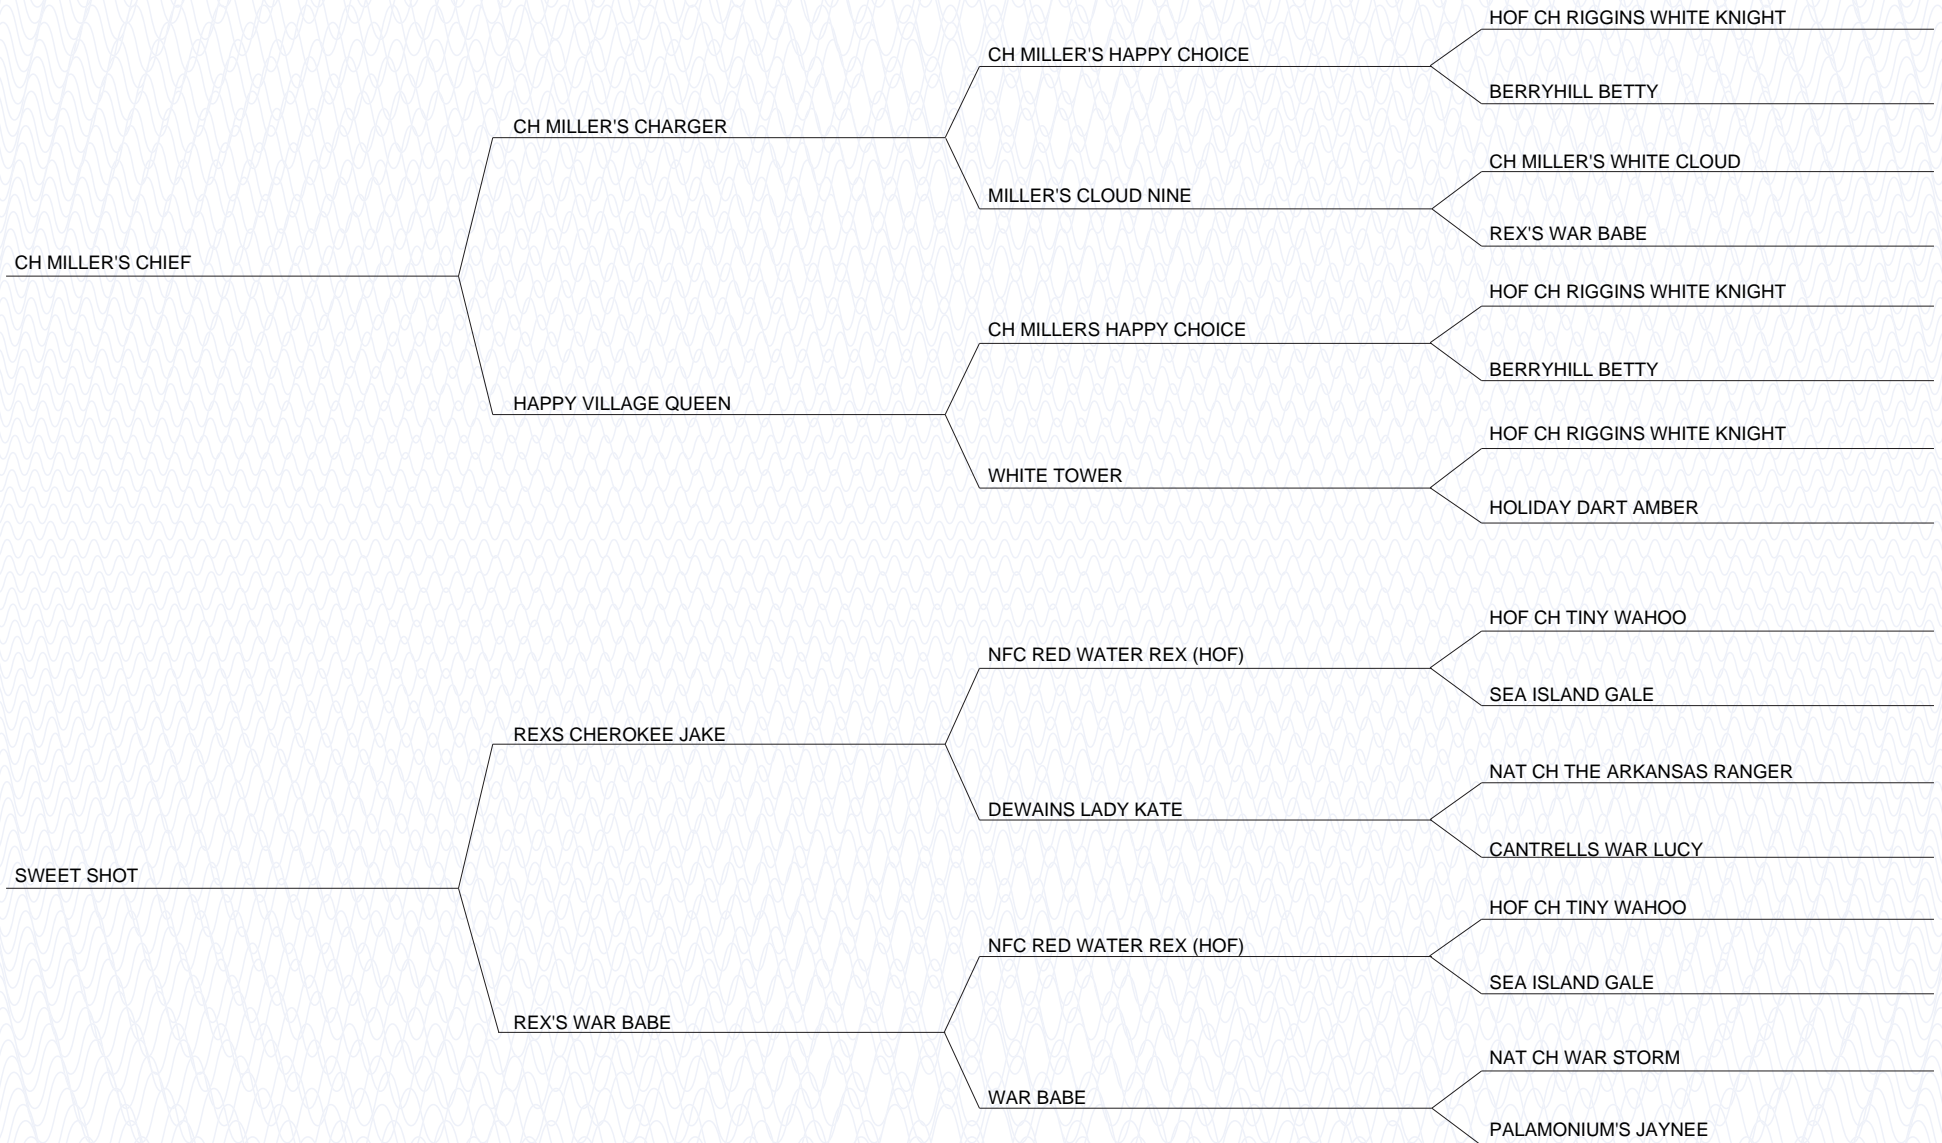 HOF CH RIGGINS WHITE KNIGHT
CH MILLER'S HAPPY CHOICE
BERRYHILL BETTY
CH MILLER'S CHARGER
CH MILLER'S WHITE CLOUD
MILLER'S CLOUD NINE
REX'S WAR BABE
CH MILLER'S CHIEF
HOF CH RIGGINS WHITE KNIGHT
CH MILLERS HAPPY CHOICE
BERRYHILL BETTY
HAPPY VILLAGE QUEEN
HOF CH RIGGINS WHITE KNIGHT
WHITE TOWER
HOLIDAY DART AMBER
HOF CH TINY WAHOO
NFC RED WATER REX (HOF)
SEA ISLAND GALE
REXS CHEROKEE JAKE
NAT CH THE ARKANSAS RANGER
DEWAINS LADY KATE
CANTRELLS WAR LUCY
SWEET SHOT
HOF CH TINY WAHOO
NFC RED WATER REX (HOF)
SEA ISLAND GALE
REX'S WAR BABE
NAT CH WAR STORM
WAR BABE
PALAMONIUM'S JAYNEE